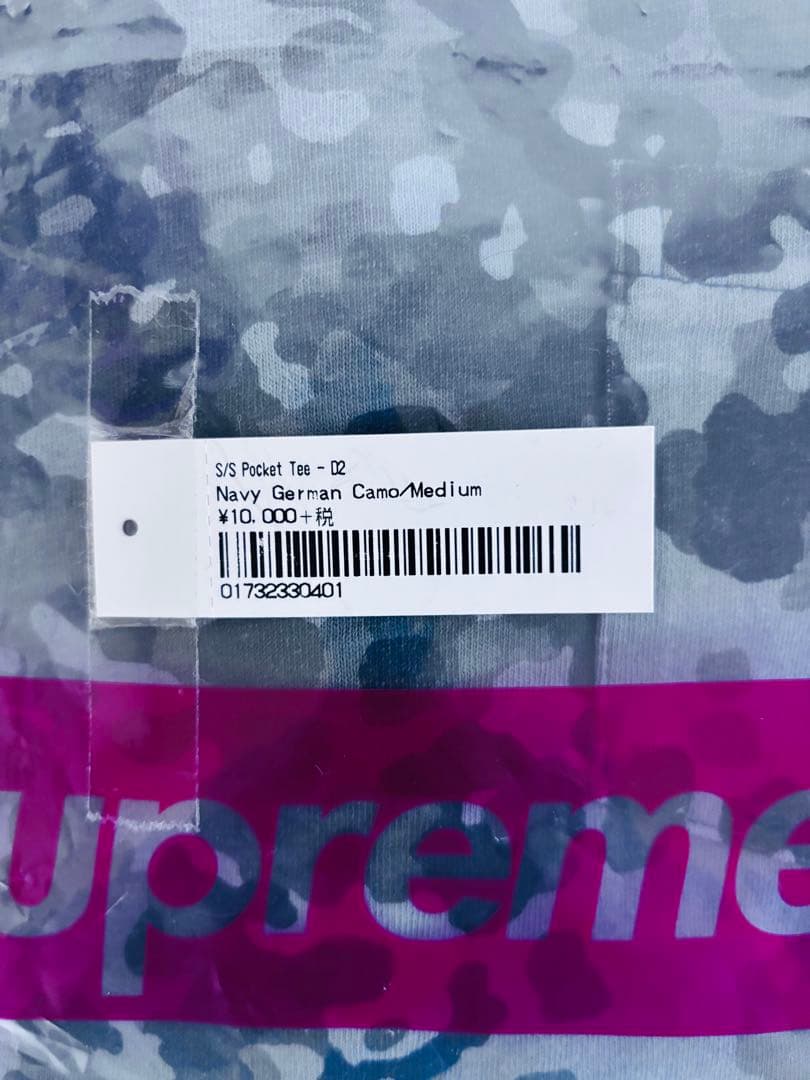 S/S Pocket Tee - D2
Navy German Camo/Medium
¥10,000+税
01732330401
upreme